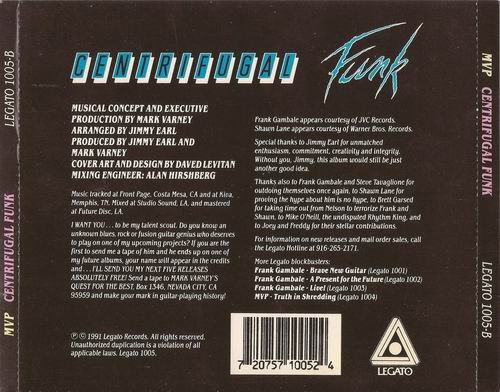 LEGATO 1005-B
MVP CENTRIFUGAL FUNK
CENTRIFUGAL Funk
MUSICAL CONCEPT AND EXECUTIVE
PRODUCTION BY MARK VARNEY
ARRANGED BY JIMMY EARL
PRODUCED BY JIMMY EARL AND
MARK VARNEY
COVER ART AND DESIGN BY DAVED LEVITAN
MIXING ENGINEER: ALAN HIRSHBERG
Music tracked at Front Page, Costa Mesa, CA and at Kiva,
Memphis, TN. Mixed at Studio Sound, LA, and mastered
at Future Disc, LA.
I WANT YOU . . . to be my talent scout. Do you know an
unknown blues, rock or fusion guitar genius who deserves
to play on one of my upcoming projects? If you are the
first to send me a tape of him and he ends up on one of
my future albums, your name will appear in the credits
and . . . I'LL SEND YOU MY NEXT FIVE RELEASES
ABSOLUTELY FREE! Send a tape to MARK VARNEY'S
QUEST FOR THE BEST, Box 1346, NEVADA CITY, CA
95959 and make your mark in guitar-playing history!
℗ © 1991 Legato Records. All rights reserved.
Unauthorized duplication is a violation of all
applicable laws. Legato 1005.
Frank Gambale appears courtesy of JVC Records.
Shawn Lane appears courtesy of Warner Bros. Records.
Special thanks to Jimmy Earl for unmatched
enthusiasm, commitment, creativity and integrity.
Without you, Jimmy, this album would still be just
another good idea.
Thanks also to Frank Gambale and Steve Tavaglione for
outdoing themselves once again, to Shawn Lane for
proving the hype about him is no hype, to Brett Garsed
for taking time out from Nelson to terrorize Frank and
Shawn, to Mike O'Neill, the undisputed Rhythm King, and
to Joey and Freddy for their stellar contributions.
For information on new releases and mail order sales, call
the Legato Hotline at 916-265-2171.
More Legato blockbusters:
Frank Gambale - Brave New Guitar (Legato 1001)
Frank Gambale - A Present for the Future (Legato 1002)
Frank Gambale - Live! (Legato 1003)
MVP - Truth in Shredding (Legato 1004)
7 20757 10052 4
LEGATO
MVP CENTRIFUGAL FUNK
LEGATO 1005-B